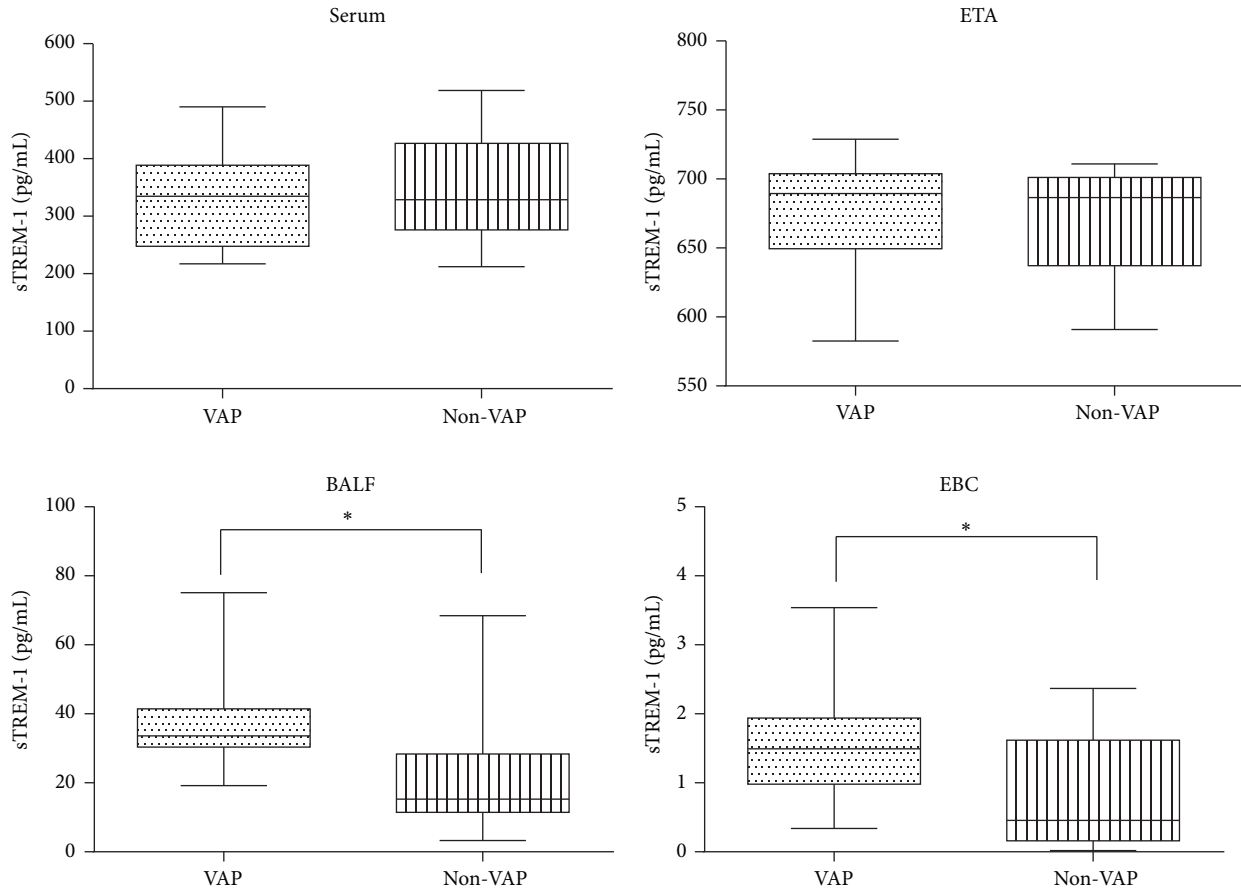 Serum
sTREM-1 (pg/mL)
600
500
400
300
200
100
0
VAP
Non-VAP
ETA
sTREM-1 (pg/mL)
800
750
700
650
600
550
VAP
Non-VAP
BALF
sTREM-1 (pg/mL)
100
80
60
40
20
0
*
VAP
Non-VAP
EBC
sTREM-1 (pg/mL)
5
4
3
2
1
0
*
VAP
Non-VAP